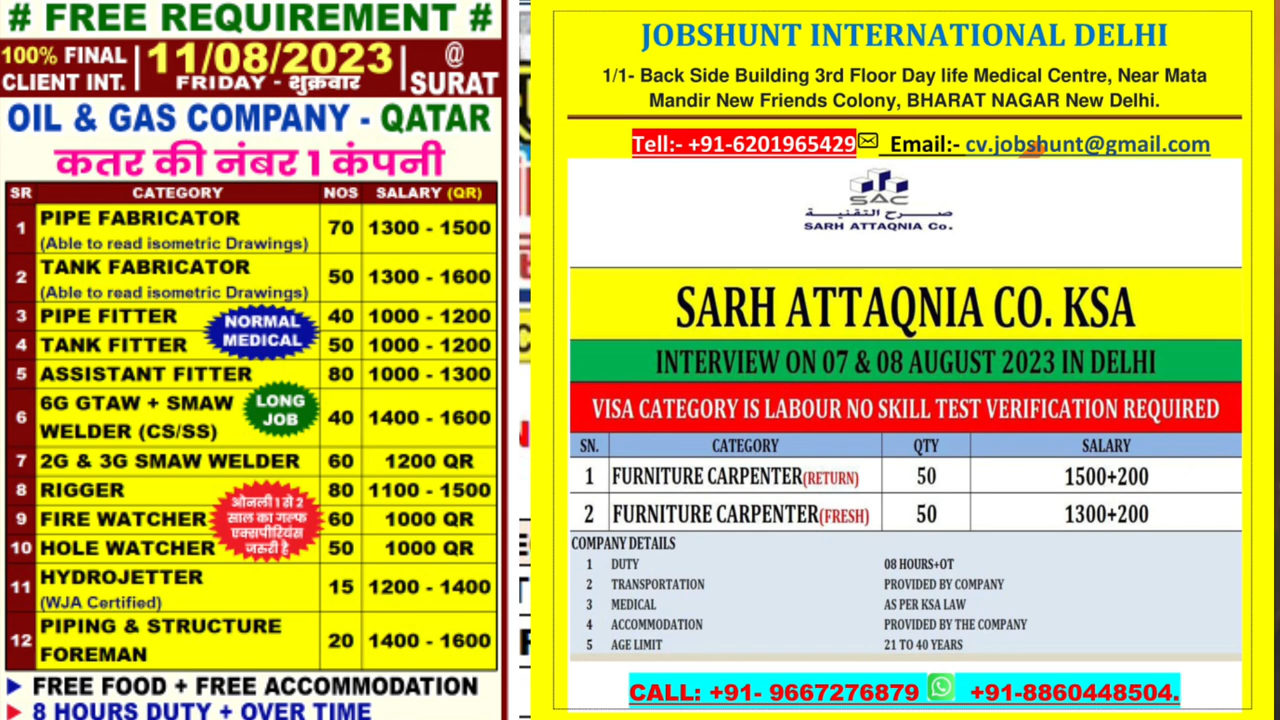 # FREE REQUIREMENT #
100% FINAL
CLIENT INT.
11/08/2023
FRIDAY - शुक्रवार
@
SURAT
OIL & GAS COMPANY - QATAR
कतर की नंबर 1 कंपनी
SR CATEGORY NOS SALARY (QR)
1 PIPE FABRICATOR 70 1300 - 1500
(Able to read isometric Drawings)
2 TANK FABRICATOR 50 1300 - 1600
(Able to read isometric Drawings)
3 PIPE FITTER 40 1000 - 1200
4 TANK FITTER 50 1000 - 1200
NORMAL
MEDICAL
5 ASSISTANT FITTER 80 1000 - 1300
6 6G GTAW + SMAW
WELDER (CS/SS) 40 1400 - 1600
LONG
JOB
7 2G & 3G SMAW WELDER 60 1200 QR
8 RIGGER 80 1100 - 1500
9 FIRE WATCHER 60 1000 QR
10 HOLE WATCHER 50 1000 QR
ओनली 1 से 2
साल का गल्फ
एक्सपीरियंस
जरुरी है
11 HYDROJETTER 15 1200 - 1400
(WJA Certified)
12 PIPING & STRUCTURE
FOREMAN 20 1400 - 1600
FREE FOOD + FREE ACCOMMODATION
8 HOURS DUTY + OVER TIME
JOBSHUNT INTERNATIONAL DELHI
1/1- Back Side Building 3rd Floor Day life Medical Centre, Near Mata
Mandir New Friends Colony, BHARAT NAGAR New Delhi.
Tell:- +91-6201965429 Email:- cv.jobshunt@gmail.com
SAC
صرح التقنية
SARH ATTAQNIA Co.
SARH ATTAQNIA CO. KSA
INTERVIEW ON 07 & 08 AUGUST 2023 IN DELHI
VISA CATEGORY IS LABOUR NO SKILL TEST VERIFICATION REQUIRED
SN. CATEGORY QTY SALARY
1 FURNITURE CARPENTER(RETURN) 50 1500+200
2 FURNITURE CARPENTER(FRESH) 50 1300+200
COMPANY DETAILS
1 DUTY 08 HOURS+OT
2 TRANSPORTATION PROVIDED BY COMPANY
3 MEDICAL AS PER KSA LAW
4 ACCOMMODATION PROVIDED BY THE COMPANY
5 AGE LIMIT 21 TO 40 YEARS
CALL: +91- 9667276879 +91-8860448504.